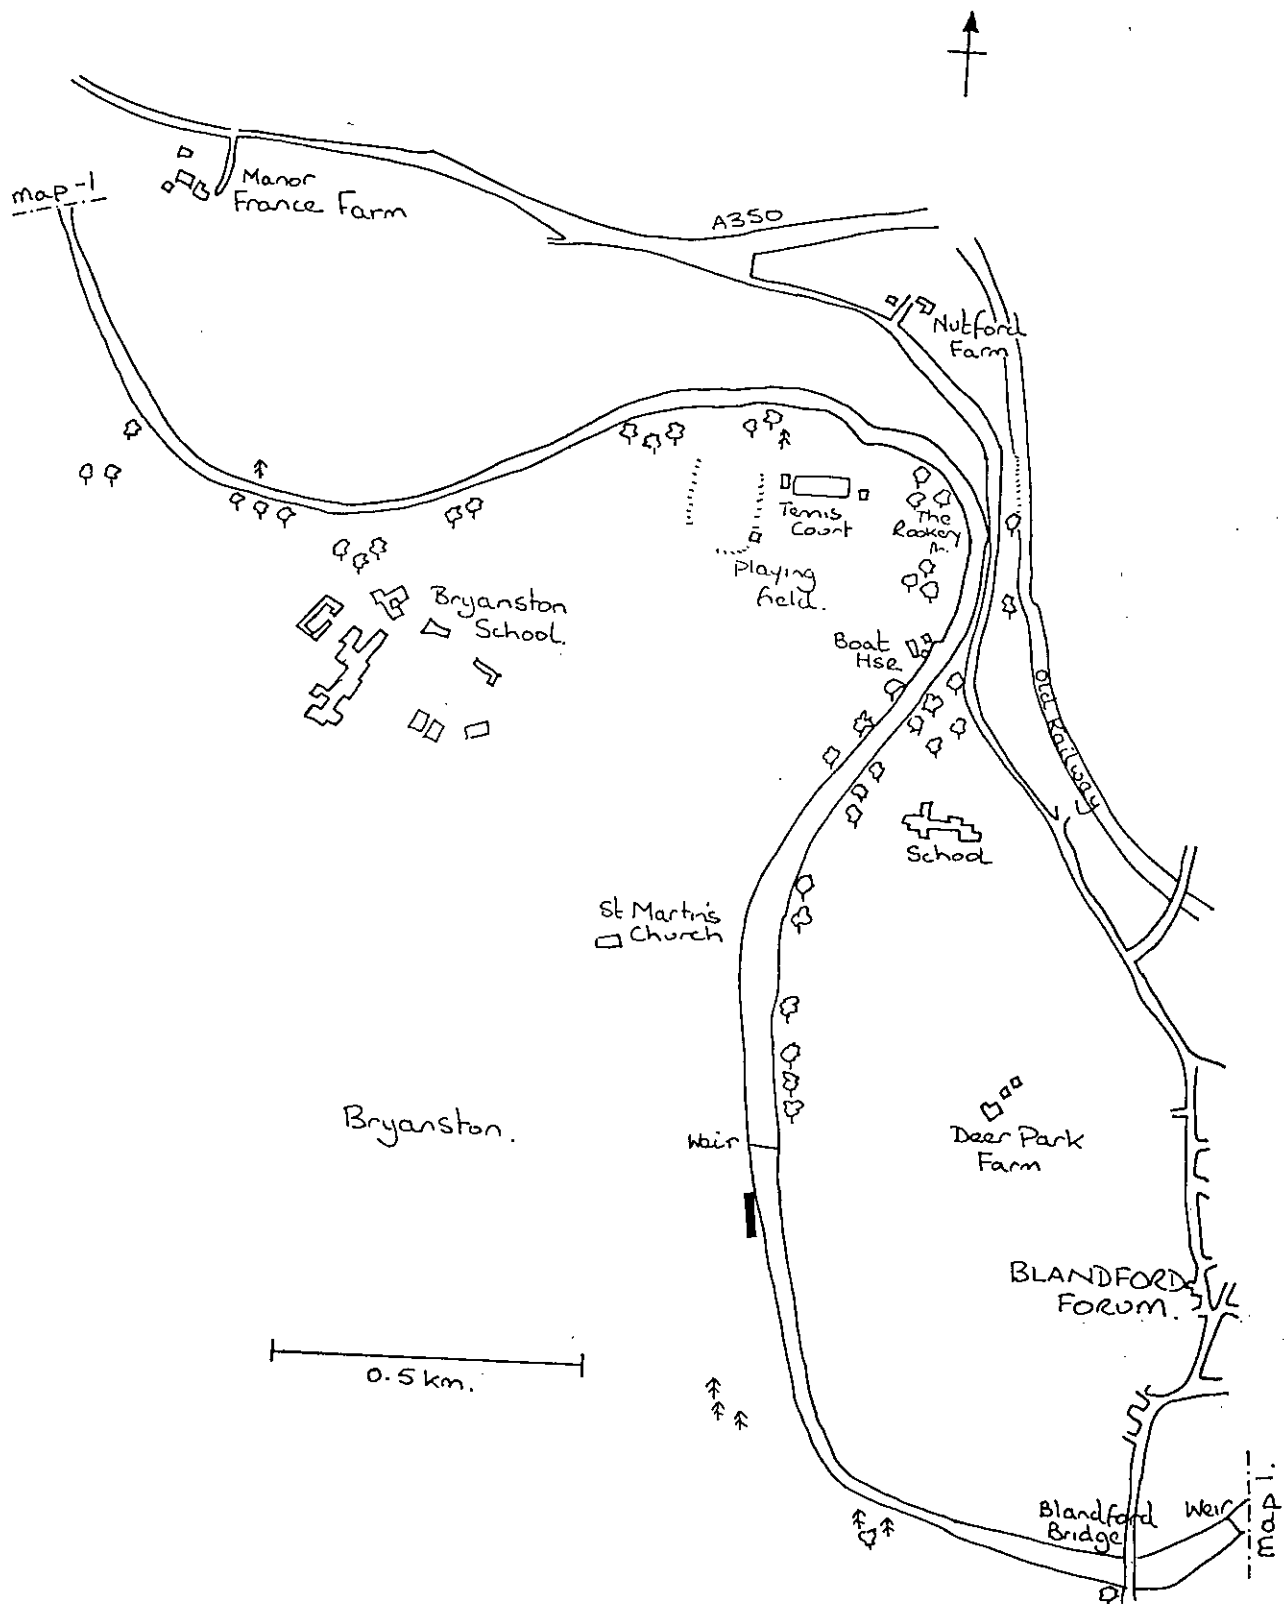 map-1
Manor
France Farm
A350
Nutford
Farm
Tennis
Court
The
Rookery
Playing
field.
Bryanston
School.
Boat
Hse
Old Railway
School
St Martin's
Church
Bryanston.
Weir
Deer Park
Farm
BLANDFORD
FORUM.
0.5 km.
Blandford
Bridge
Weir
map 1.